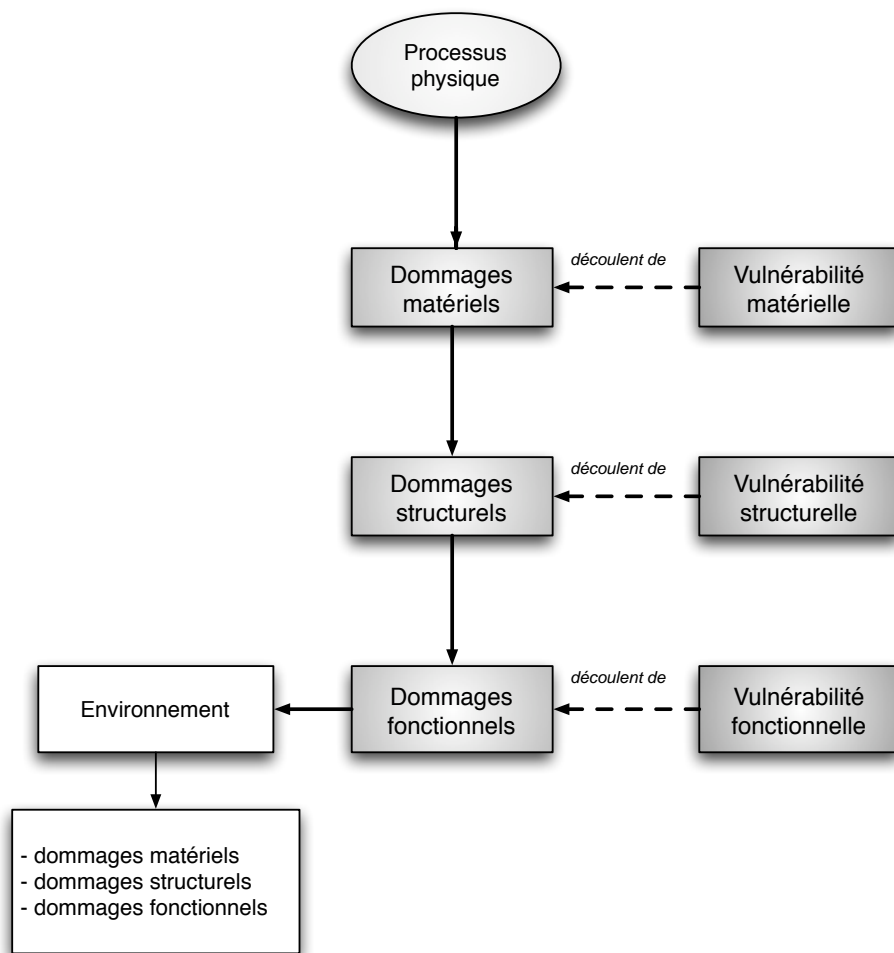 Processus
physique
Dommages
matériels
découlent de
Vulnérabilité
matérielle
Dommages
structurels
découlent de
Vulnérabilité
structurelle
Environnement
Dommages
fonctionnels
découlent de
Vulnérabilité
fonctionnelle
- dommages matériels
- dommages structurels
- dommages fonctionnels